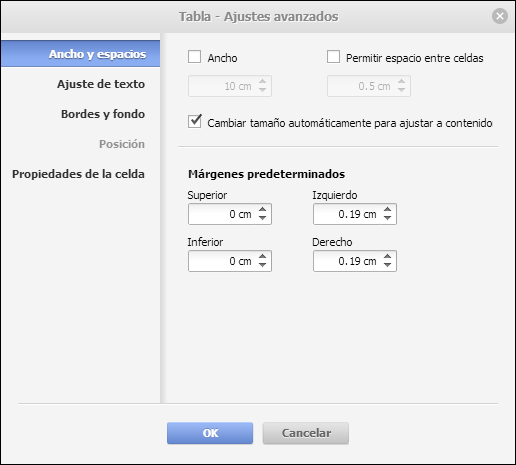 Tabla - Ajustes avanzados
Ancho y espacios
Ajuste de texto
Bordes y fondo
Posición
Propiedades de la celda
Ancho Permitir espacio entre celdas
10 cm 0.5 cm
Cambiar tamaño automáticamente para ajustar a contenido
Márgenes predeterminados
Superior Izquierdo
0 cm 0.19 cm
Inferior Derecho
0 cm 0.19 cm
OK Cancelar